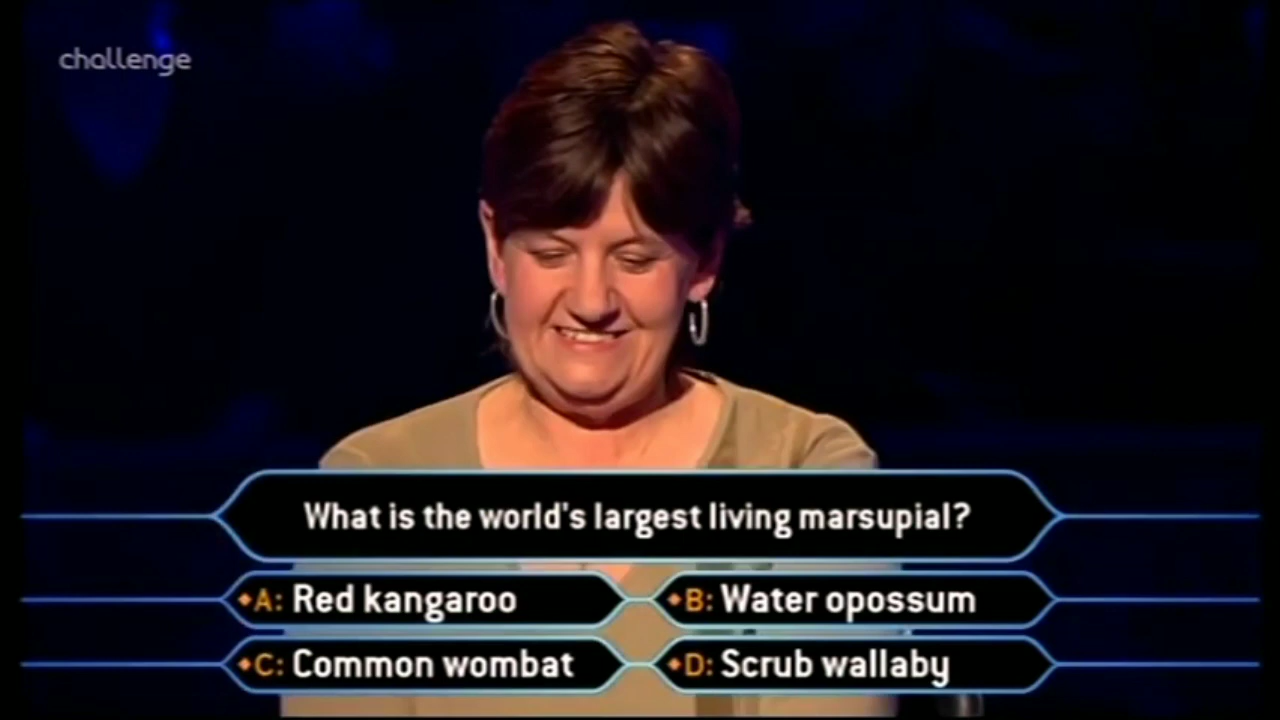 challenge
What is the world's largest living marsupial?
A: Red kangaroo
B: Water opossum
C: Common wombat
D: Scrub wallaby